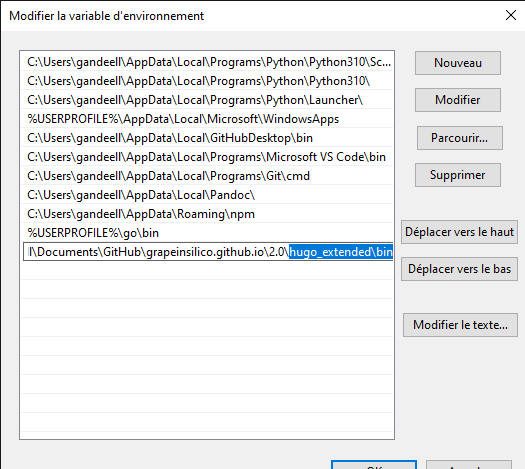 Modifier la variable d'environnement
C:\Users\gandeell\AppData\Local\Programs\Python\Python310\Sc...
Nouveau
C:\Users\gandeell\AppData\Local\Programs\Python\Python310\
C:\Users\gandeell\AppData\Local\Programs\Python\Launcher\
Modifier
%USERPROFILE%\AppData\Local\Microsoft\WindowsApps
C:\Users\gandeell\AppData\Local\GitHubDesktop\bin
Parcourir...
C:\Users\gandeell\AppData\Local\Programs\Microsoft VS Code\bin
C:\Users\gandeell\AppData\Local\Programs\Git\cmd
Supprimer
C:\Users\gandeell\AppData\Local\Pandoc\
C:\Users\gandeell\AppData\Roaming\npm
%USERPROFILE%\go\bin
Déplacer vers le haut
l\Documents\GitHub\grapeinsilico.github.io\2.0\hugo_extended\bin
Déplacer vers le bas
Modifier le texte...